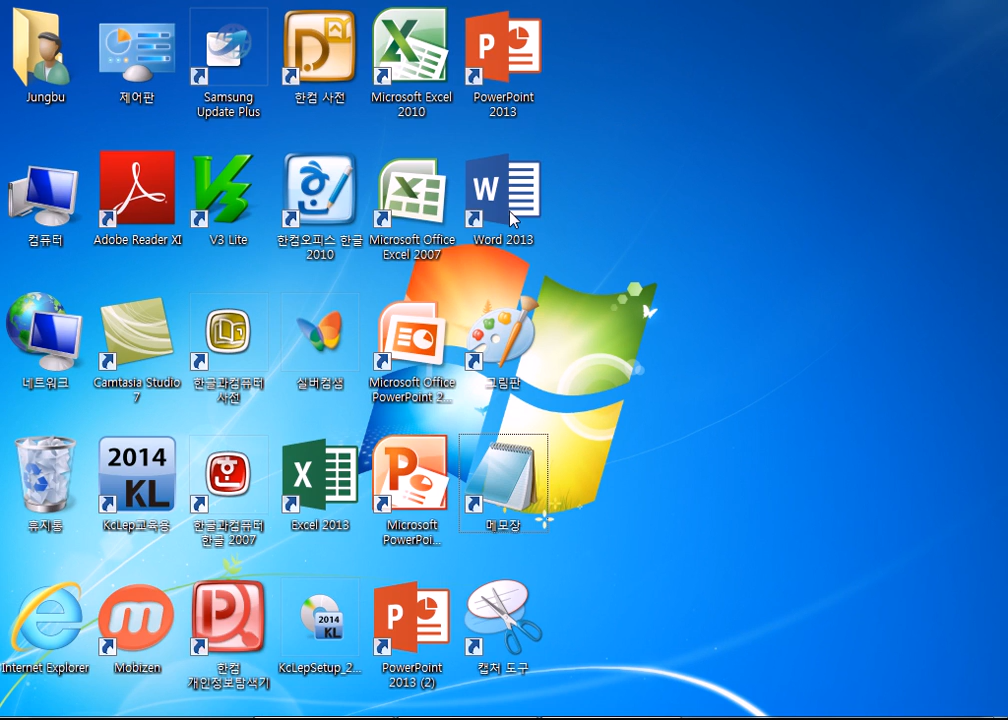 Jungbu
제어판
Samsung
Update Plus
한컴 사전
Microsoft Excel
2010
PowerPoint
2013
컴퓨터
Adobe Reader XI
V3 Lite
한컴오피스 한글
2010
Microsoft Office
Excel 2007
Word 2013
네트워크
Camtasia Studio
7
한글과컴퓨터
사전
실버컴샘
Microsoft Office
PowerPoint 2...
그림판
휴지통
2014
KL
KcLep교육용
한글과컴퓨터
한글 2007
Excel 2013
Microsoft
PowerPoi...
메모장
Internet Explorer
Mobizen
한컴
개인정보탐색기
2014
KL
KcLepSetup_2...
PowerPoint
2013 (2)
캡처 도구